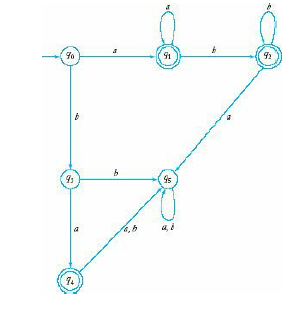 a b
q0 a q1 b q2
b a
q3 b q5
a a, b a, b
q4